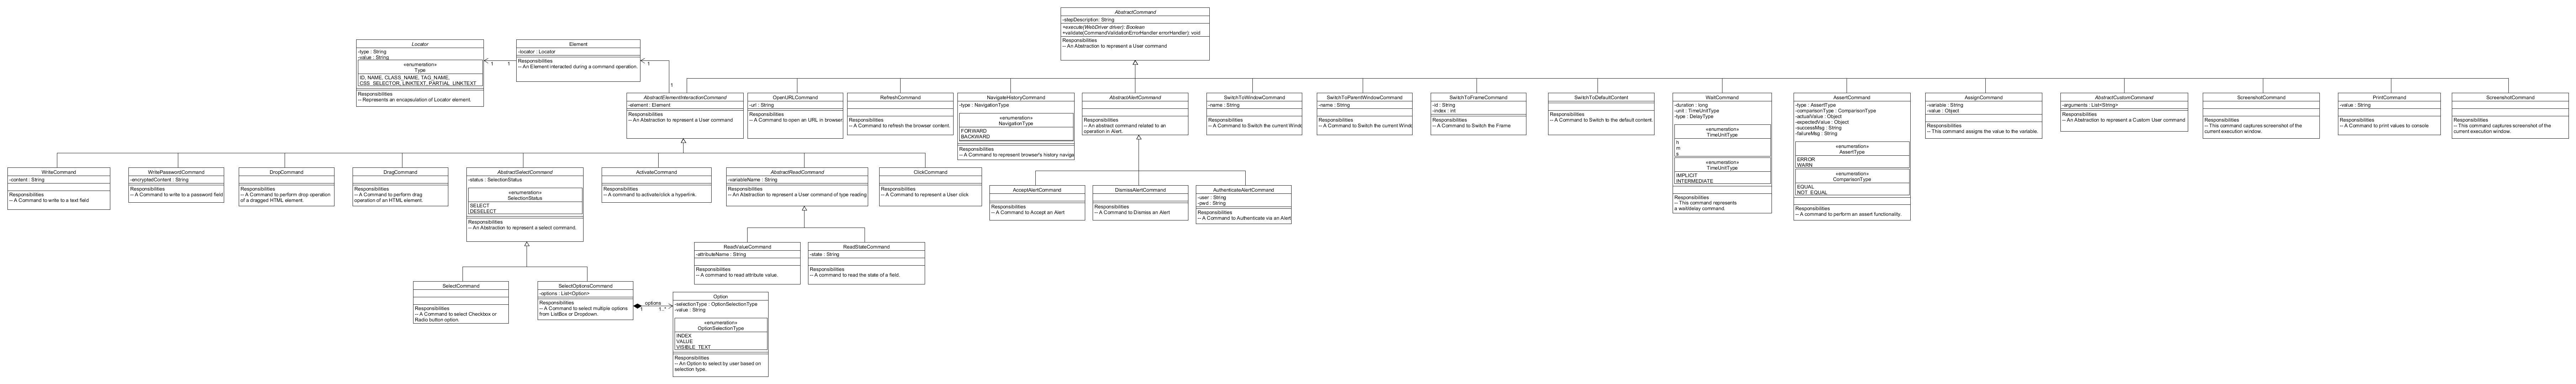 AbstractCommand
-stepDescription: String
+execute(WebDriver driver): Boolean
+validate(CommandValidationErrorHandler errorHandler): void
Responsibilities
-- An Abstraction to represent a User command
Locator
-type : String
-value : String
«enumeration»
Type
ID, NAME, CLASS_NAME, TAG_NAME,
CSS_SELECTOR, LINKTEXT, PARTIAL_LINKTEXT
Responsibilities
-- Represents an encapsulation of Locator element.
1
1
Element
-locator : Locator
Responsibilities
-- An Element interacted during a command operation.
1
1
AbstractElementInteractionCommand
-element : Element
Responsibilities
-- An Abstraction to represent a User command
OpenURLCommand
-url : String
Responsibilities
-- A Command to open an URL in browser
RefreshCommand
Responsibilities
-- A Command to refresh the browser content.
NavigateHistoryCommand
-type : NavigationType
«enumeration»
NavigationType
FORWARD
BACKWARD
Responsibilities
-- A Command to represent browser's history naviga
AbstractAlertCommand
Responsibilities
-- An abstract command related to an
operation in Alert.
SwitchToWindowCommand
-name : String
Responsibilities
-- A Command to Switch the current Wind
SwitchToParentWindowCommand
-name : String
Responsibilities
-- A Command to Switch the current Wind
SwitchToFrameCommand
-id : String
-index : int
Responsibilities
-- A Command to Switch the Frame
SwitchToDefaultContent
Responsibilities
-- A Command to Switch to the default content.
WaitCommand
-duration : long
-unit : TimeUnitType
-type : DelayType
«enumeration»
TimeUnitType
h
m
s
«enumeration»
TimeUnitType
IMPLICIT
INTERMEDIATE
Responsibilities
-- This command represents
a wait/delay command.
AssertCommand
-type : AssertType
-comparisonType : ComparisonType
-actualValue : Object
-expectedValue : Object
-successMsg : String
-failureMsg : String
«enumeration»
AssertType
ERROR
WARN
«enumeration»
ComparisonType
EQUAL
NOT_EQUAL
Responsibilities
-- A command to perform an assert functionality.
AssignCommand
-variable : String
-value : Object
Responsibilities
-- This command assigns the value to the variable.
AbstractCustomCommand
-arguments : List<String>
Responsibilities
-- An Abstraction to represent a Custom User command
ScreenshotCommand
Responsibilities
-- This command captures screenshot of the
current execution window.
PrintCommand
-value : String
Responsibilities
-- A Command to print values to console
ScreenshotCommand
Responsibilities
-- This command captures screenshot of the
current execution window.
WriteCommand
-content : String
Responsibilities
-- A Command to write to a text field
WritePasswordCommand
-encryptedContent : String
Responsibilities
-- A Command to write to a password field
DropCommand
Responsibilities
-- A Command to perform drop operation
of a dragged HTML element.
DragCommand
Responsibilities
-- A Command to perform drag
operation of an HTML element.
AbstractSelectCommand
-status : SelectionStatus
«enumeration»
SelectionStatus
SELECT
DESELECT
Responsibilities
-- An Abstraction to represent a select command.
ActivateCommand
Responsibilities
-- A command to activate/click a hyperlink.
AbstractReadCommand
-variableName : String
Responsibilities
-- An Abstraction to represent a User command of type reading
ClickCommand
Responsibilities
-- A Command to represent a User click
AcceptAlertCommand
Responsibilities
-- A Command to Accept an Alert
DismissAlertCommand
Responsibilities
-- A Command to Dismiss an Alert
AuthenticateAlertCommand
-user : String
-pwd : String
Responsibilities
-- A Command to Authenticate via an Alert
ReadValueCommand
-attributeName : String
Responsibilities
-- A command to read attribute value.
ReadStateCommand
-state : String
Responsibilities
-- A command to read the state of a field.
SelectCommand
Responsibilities
-- A Command to select Checkbox or
Radio button option.
SelectOptionsCommand
-options : List<Option>
Responsibilities
-- A Command to select multiple options
from ListBox or Dropdown.
options
1
1..*
Option
-selectionType : OptionSelectionType
-value : String
«enumeration»
OptionSelectionType
INDEX
VALUE
VISIBLE_TEXT
Responsibilities
-- An Option to select by user based on
selection type.